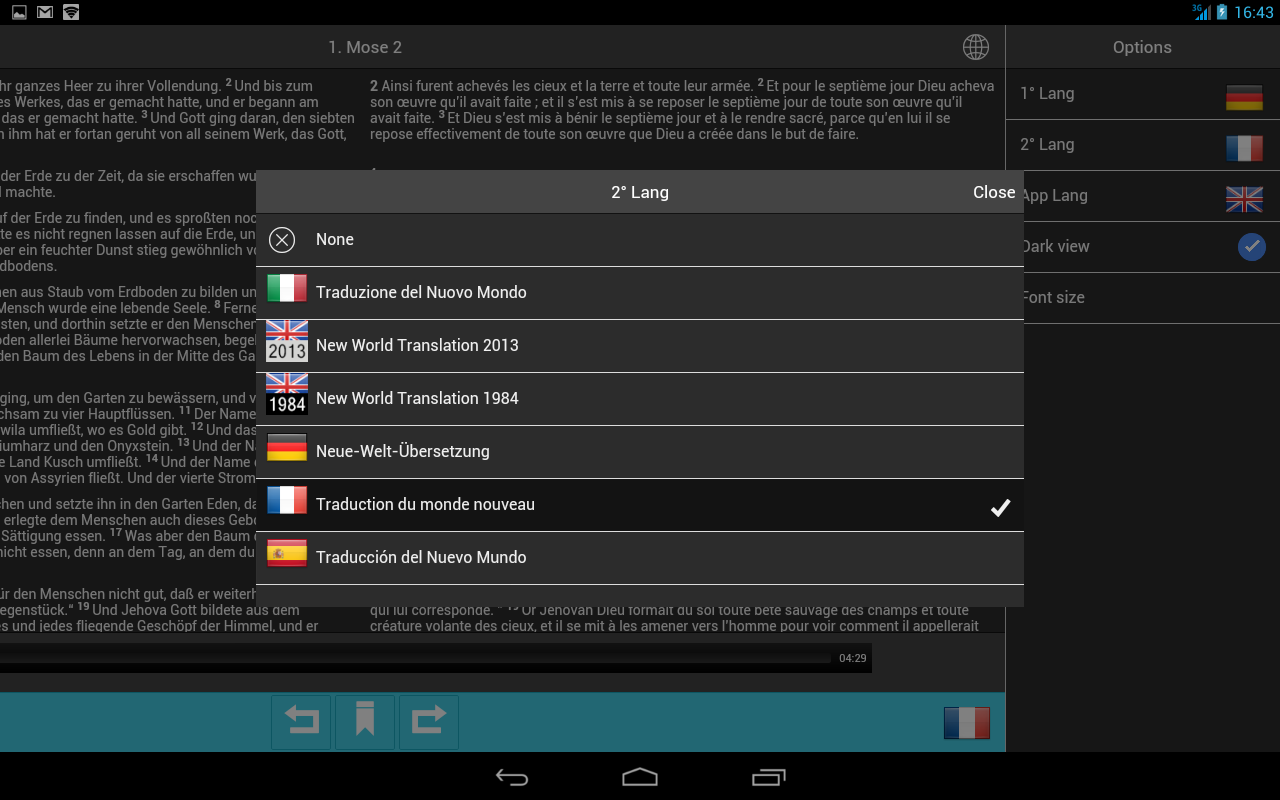 3G 16:43
1. Mose 2
Options
hr ganzes Heer zu ihrer Vollendung. 2 Und bis zum
es Werkes, das er gemacht hatte, und er begann am
das er gemacht hatte. 3 Und Gott ging daran, den siebten
n ihm hat er fortan geruht von all seinem Werk, das Gott,
der Erde zu der Zeit, da sie erschaffen wu
machte.
uf der Erde zu finden, und es sproßten noc
te es nicht regnen lassen auf die Erde, un
ber ein feuchter Dunst stieg gewöhnlich vo
dbodens.
nen aus Staub vom Erdboden zu bilden un
Mensch wurde eine lebende Seele. 8 Ferne
sten, und dorthin setzte er den Menschen
oden allerlei Bäume hervorwachsen, begeh
den Baum des Lebens in der Mitte des Ga
ging, um den Garten zu bewässern, und v
chsam zu vier Hauptflüssen. 11 Der Name
wila umfließt, wo es Gold gibt. 12 Und das
iumharz und den Onyxstein. 13 Und der Na
e Land Kusch umfließt. 14 Und der Name
von Assyrien fließt. Und der vierte Strom
chen und setzte ihn in den Garten Eden, da
erlegte dem Menschen auch dieses Gebo
Sättigung essen. 17 Was aber den Baum
nicht essen, denn an dem Tag, an dem du
ür den Menschen nicht gut, daß er weiterh
egenstück.“ 19 Und Jehova Gott bildete aus dem
es und jedes fliegende Geschöpf der Himmel, und er
2 Ainsi furent achevés les cieux et la terre et toute leur armée. 2 Et pour le septième jour Dieu acheva
son œuvre qu’il avait faite ; et il s’est mis à se reposer le septième jour de toute son œuvre qu’il
avait faite. 3 Et Dieu s’est mis à bénir le septième jour et à le rendre sacré, parce qu’en lui il se
repose effectivement de toute son œuvre que Dieu a créée dans le but de faire.
qui lui corresponde. ” 19 Or Jéhovah Dieu formait du sol toute bête sauvage des champs et toute
créature volante des cieux, et il se mit à les amener vers l’homme pour voir comment il appellerait
2° Lang
Close
None
Traduzione del Nuovo Mondo
2013 New World Translation 2013
1984 New World Translation 1984
Neue-Welt-Übersetzung
Traduction du monde nouveau
Traducción del Nuevo Mundo
1° Lang
2° Lang
App Lang
Dark view
Font size
04:29